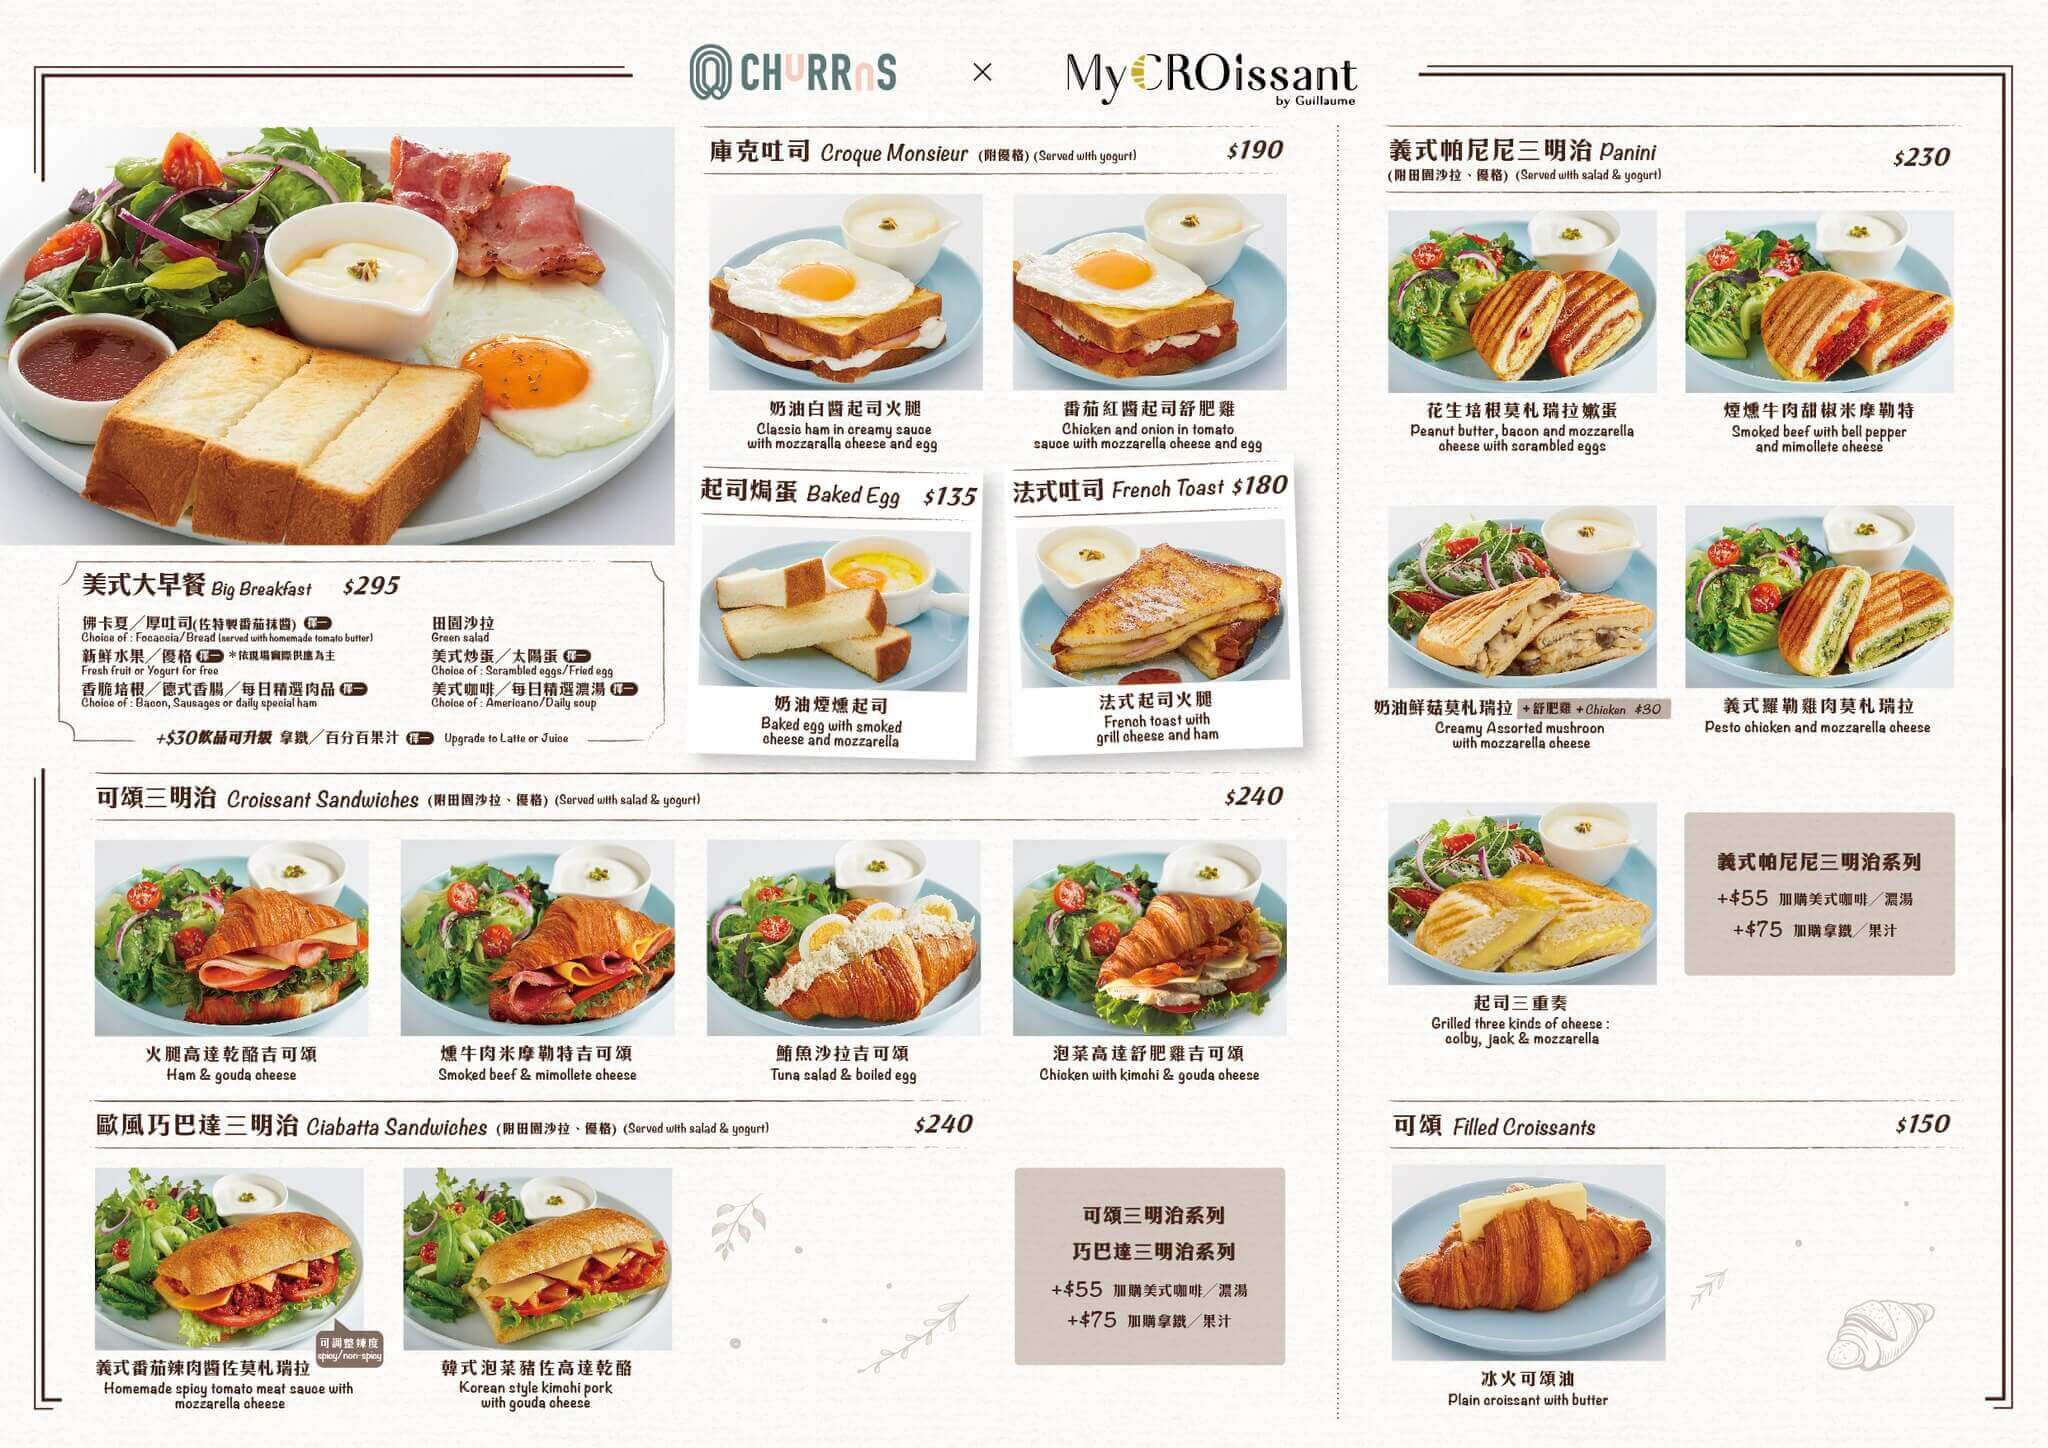 CHURROS × My CROissant
by Guillaume
美式大早餐 Big Breakfast $295
佛卡夏／厚吐司(佐特製番茄抹醬) 擇一
Choice of : Focaccia/Bread (served with homemade tomato butter)
新鮮水果／優格 擇一 *依現場實際供應為主
Fresh fruit or Yogurt for free
香脆培根／德式香腸／每日精選肉品 擇一
Choice of : Bacon, Sausages or daily special ham
田園沙拉
Green salad
美式炒蛋／太陽蛋 擇一
Choice of : Scrambled eggs/Fried egg
美式咖啡／每日精選濃湯 擇一
Choice of : Americano/Daily soup
+$30飲品可升級 拿鐵／百分百果汁 擇一 Upgrade to Latte or Juice
庫克吐司 Croque Monsieur (附優格) (Served with yogurt) $190
奶油白醬起司火腿
Classic ham in creamy sauce
with mozzaralla cheese and egg
番茄紅醬起司舒肥雞
Chicken and onion in tomato
sauce with mozzarella cheese and egg
起司焗蛋 Baked Egg $135
奶油煙燻起司
Baked egg with smoked
cheese and mozzarella
法式吐司 French Toast $180
法式起司火腿
French toast with
grill cheese and ham
可頌三明治 Croissant Sandwiches (附田園沙拉、優格) (Served with salad & yogurt) $240
火腿高達乾酪吉可頌
Ham & gouda cheese
燻牛肉米摩勒特吉可頌
Smoked beef & mimollete cheese
鮪魚沙拉吉可頌
Tuna salad & boiled egg
泡菜高達舒肥雞吉可頌
Chicken with kimchi & gouda cheese
歐風巧巴達三明治 Ciabatta Sandwiches (附田園沙拉、優格) (Served with salad & yogurt) $240
可調整辣度
spicy/non-spicy
義式番茄辣肉醬佐莫札瑞拉
Homemade spicy tomato meat sauce with
mozzarella cheese
韓式泡菜豬佐高達乾酪
Korean style kimchi pork
with gouda cheese
可頌三明治系列
巧巴達三明治系列
+$55 加購美式咖啡／濃湯
+$75 加購拿鐵／果汁
義式帕尼尼三明治 Panini $230
(附田園沙拉、優格) (Served with salad & yogurt)
花生培根莫札瑞拉嫩蛋
Peanut butter, bacon and mozzarella
cheese with scrambled eggs
煙燻牛肉甜椒米摩勒特
Smoked beef with bell pepper
and mimollete cheese
奶油鮮菇莫札瑞拉 +舒肥雞 +Chicken $30
Creamy Assorted mushroon
with mozzarella cheese
義式羅勒雞肉莫札瑞拉
Pesto chicken and mozzarella cheese
起司三重奏
Grilled three kinds of cheese :
colby, jack & mozzarella
義式帕尼尼三明治系列
+$55 加購美式咖啡／濃湯
+$75 加購拿鐵／果汁
可頌 Filled Croissants $150
冰火可頌油
Plain croissant with butter